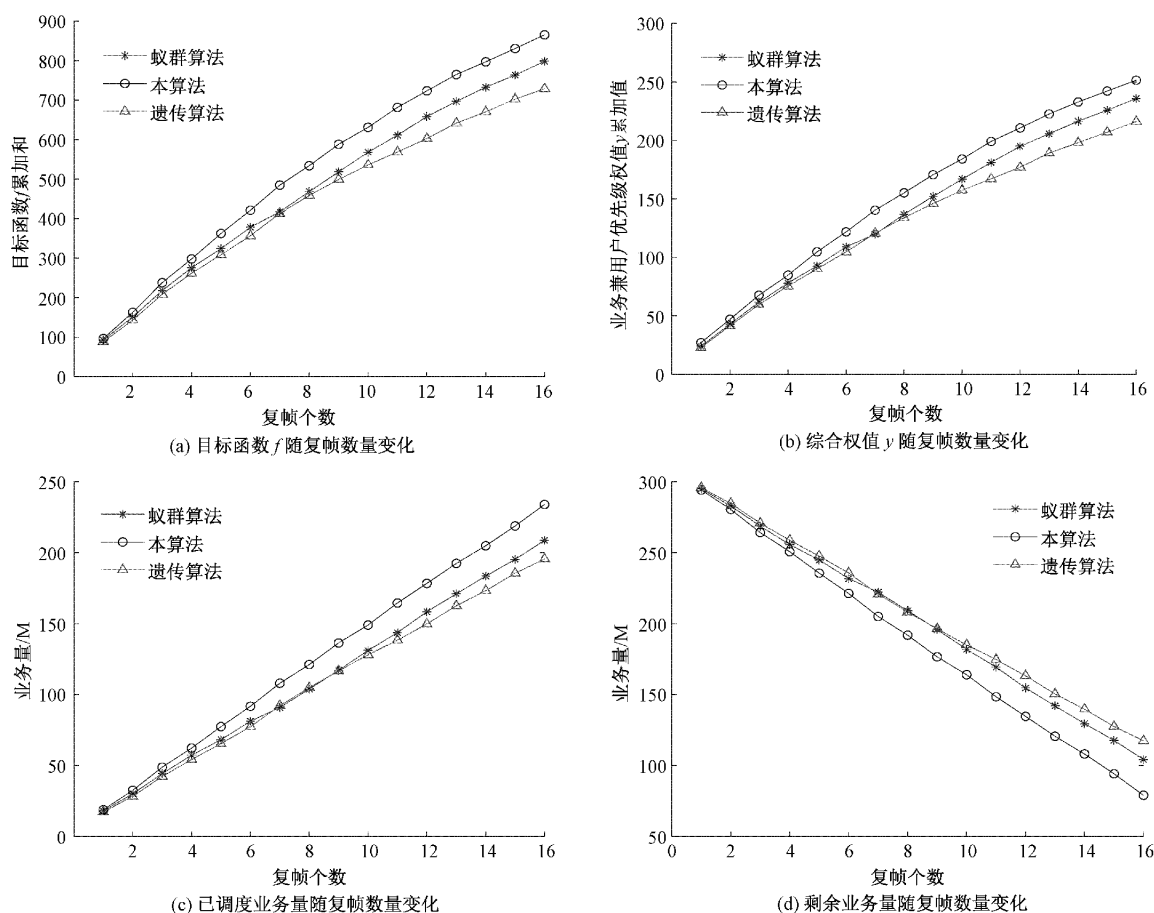 900
800
700
600
500
400
300
200
100
0
目标函数f累加和
蚁群算法
本算法
遗传算法
2 4 6 8 10 12 14 16
复帧个数
(a) 目标函数 f 随复帧数量变化
300
250
200
150
100
50
0
业务兼用户优先级权值y累加值
蚁群算法
本算法
遗传算法
2 4 6 8 10 12 14 16
复帧个数
(b) 综合权值 y 随复帧数量变化
250
200
150
100
50
0
业务量/M
蚁群算法
本算法
遗传算法
2 4 6 8 10 12 14 16
复帧个数
(c) 已调度业务量随复帧数量变化
300
250
200
150
100
50
业务量/M
蚁群算法
本算法
遗传算法
0 2 4 6 8 10 12 14 16
复帧个数
(d) 剩余业务量随复帧数量变化